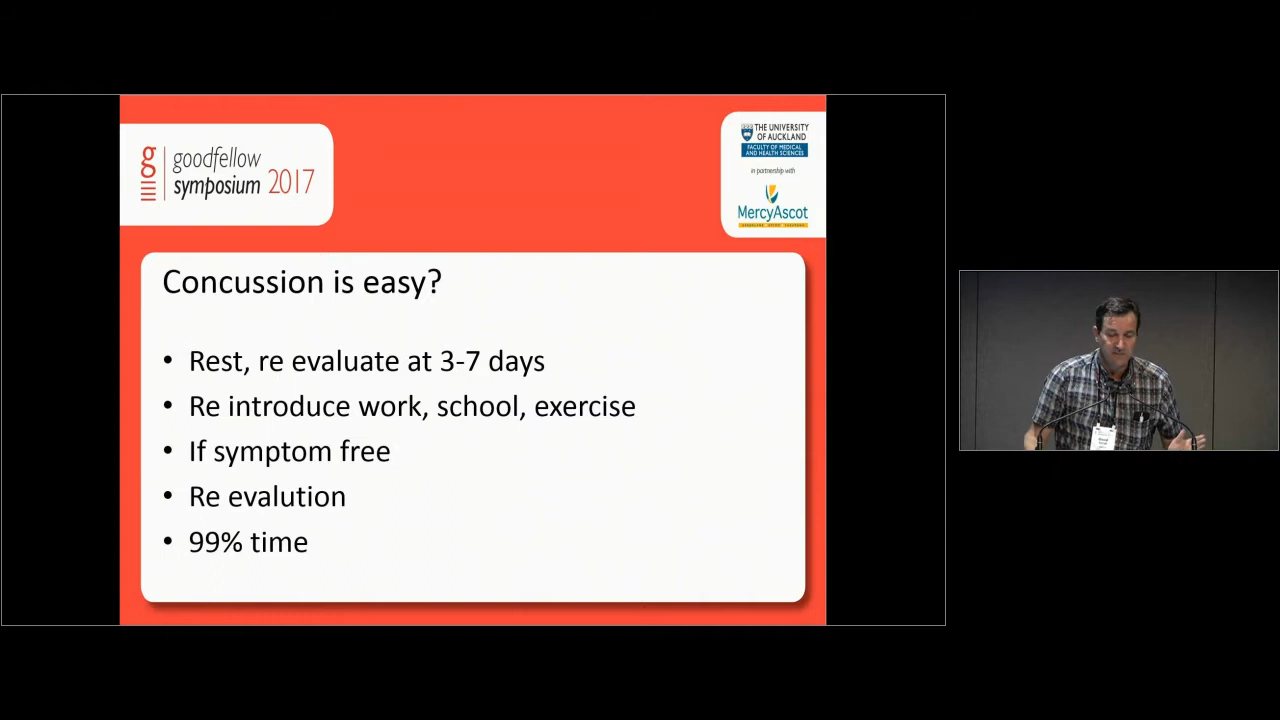 goodfellow
symposium 2017
THE UNIVERSITY
OF AUCKLAND
FACULTY OF MEDICAL
AND HEALTH SCIENCES
in partnership with
MercyAscot
Concussion is easy?
• Rest, re evaluate at 3-7 days
• Re introduce work, school, exercise
• If symptom free
• Re evalution
• 99% time